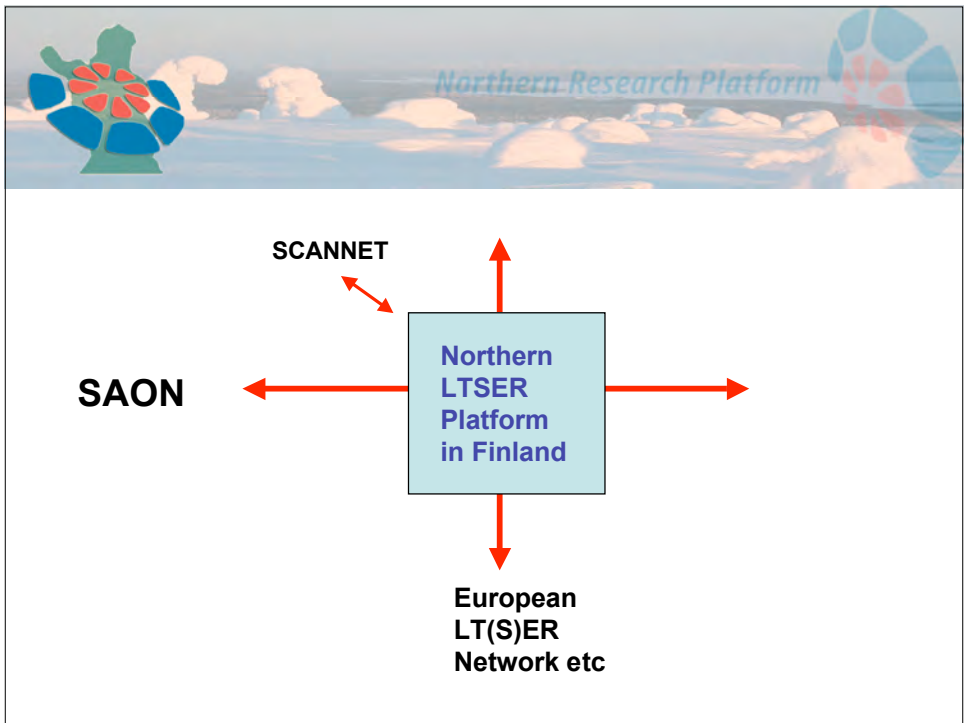 Northern Research Platform
SCANNET
Northern
LTSER
Platform
in Finland
SAON
European
LT(S)ER
Network etc